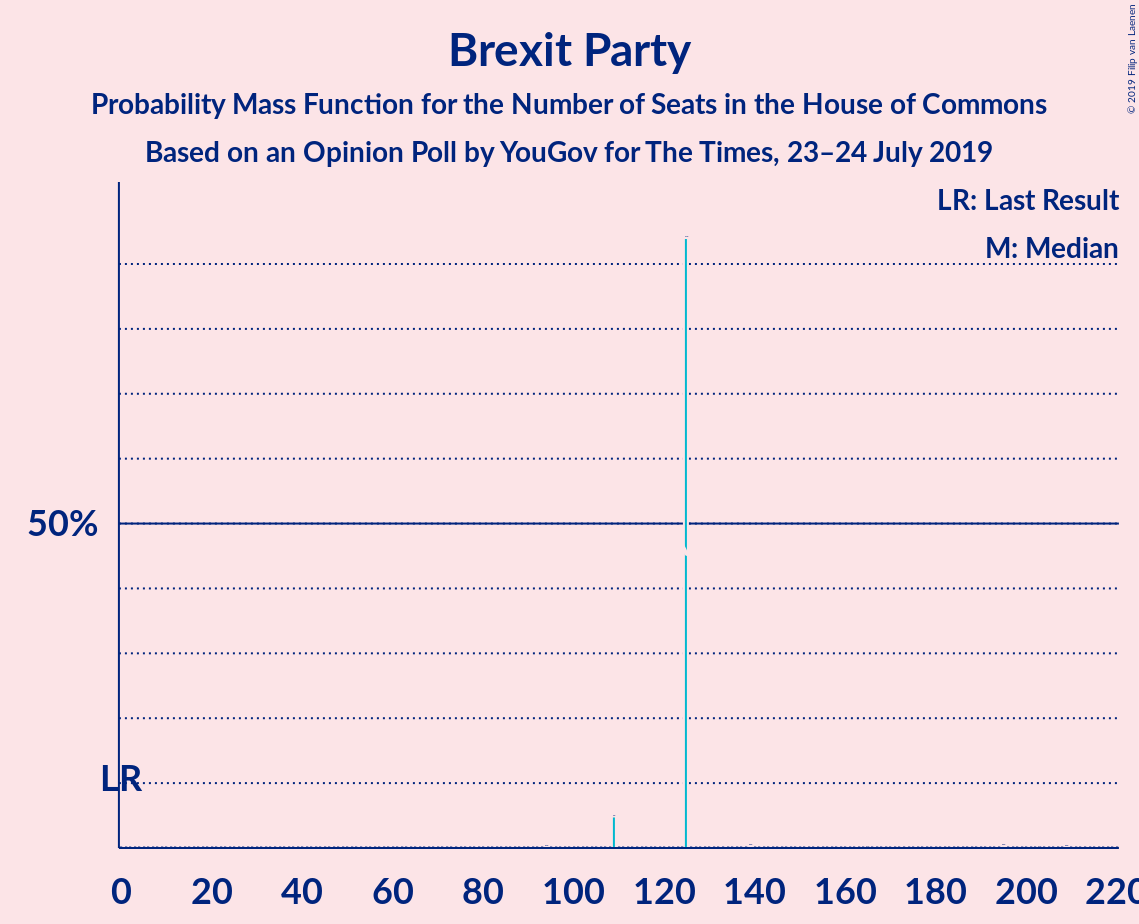 Brexit Party
Probability Mass Function for the Number of Seats in the House of Commons
Based on an Opinion Poll by YouGov for The Times, 23–24 July 2019
© 2019 Filip van Laenen
LR: Last Result
M: Median
50%
LR
0 20 40 60 80 100 120 140 160 180 200 220